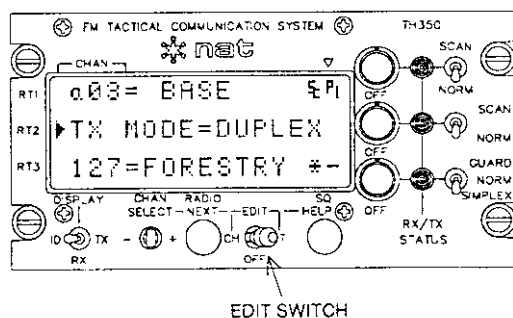 FM TACTICAL COMMUNICATION SYSTEM TH350
nat
CHAN
SCAN
NORM
OFF
RT1
α03= BASE
RT2
▶TX MODE=DUPLEX
SCAN
NORM
OFF
RT3
127=FORESTRY *-
GUARD
NORM
SIMPLEX
OFF
DISPLAY
ID TX
RX
CHAN
SELECT
- +
RADIO
NEXT
EDIT
CH
OFF
SQ
HELP
RX/TX
STATUS
EDIT SWITCH